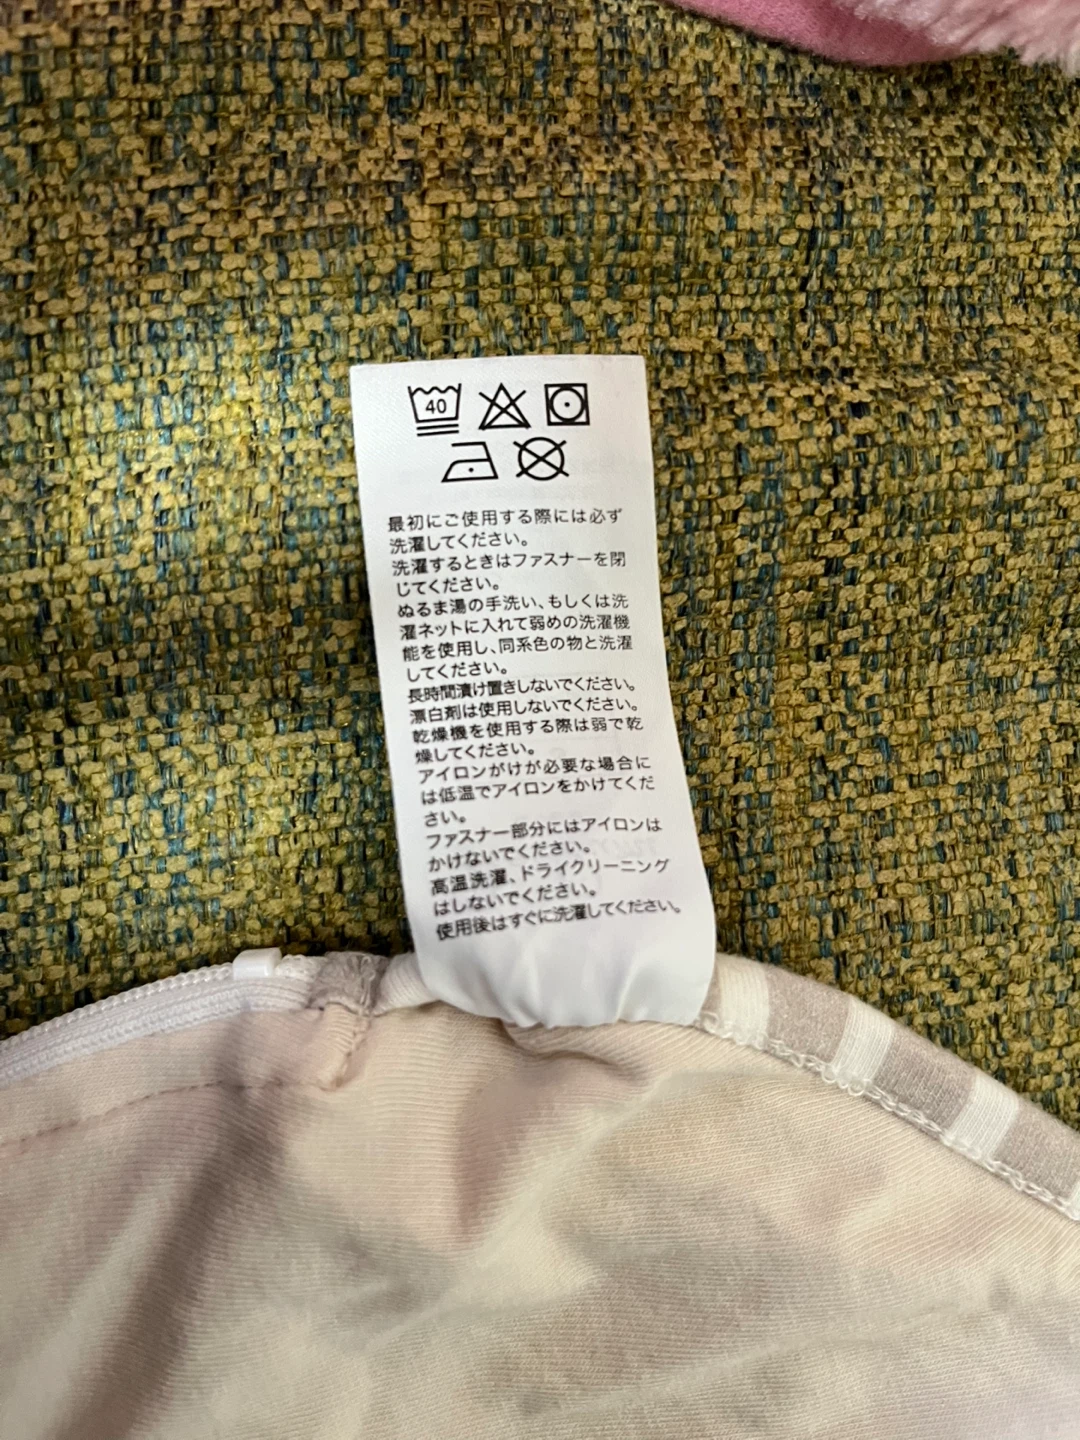 40
最初にご使用する際には必ず
洗濯してください。
洗濯するときはファスナーを閉
じてください。
ぬるま湯の手洗い、もしくは洗
濯ネットに入れて弱めの洗濯機
能を使用し、同系色の物と洗濯
してください。
長時間漬け置きしないでください。
漂白剤は使用しないでください。
乾燥機を使用する際は弱で乾
燥してください。
アイロンがけが必要な場合に
は低温でアイロンをかけてくだ
さい。
ファスナー部分にはアイロンは
かけないでください。
高温洗濯、ドライクリーニング
はしないでください。
使用後はすぐに洗濯してください。